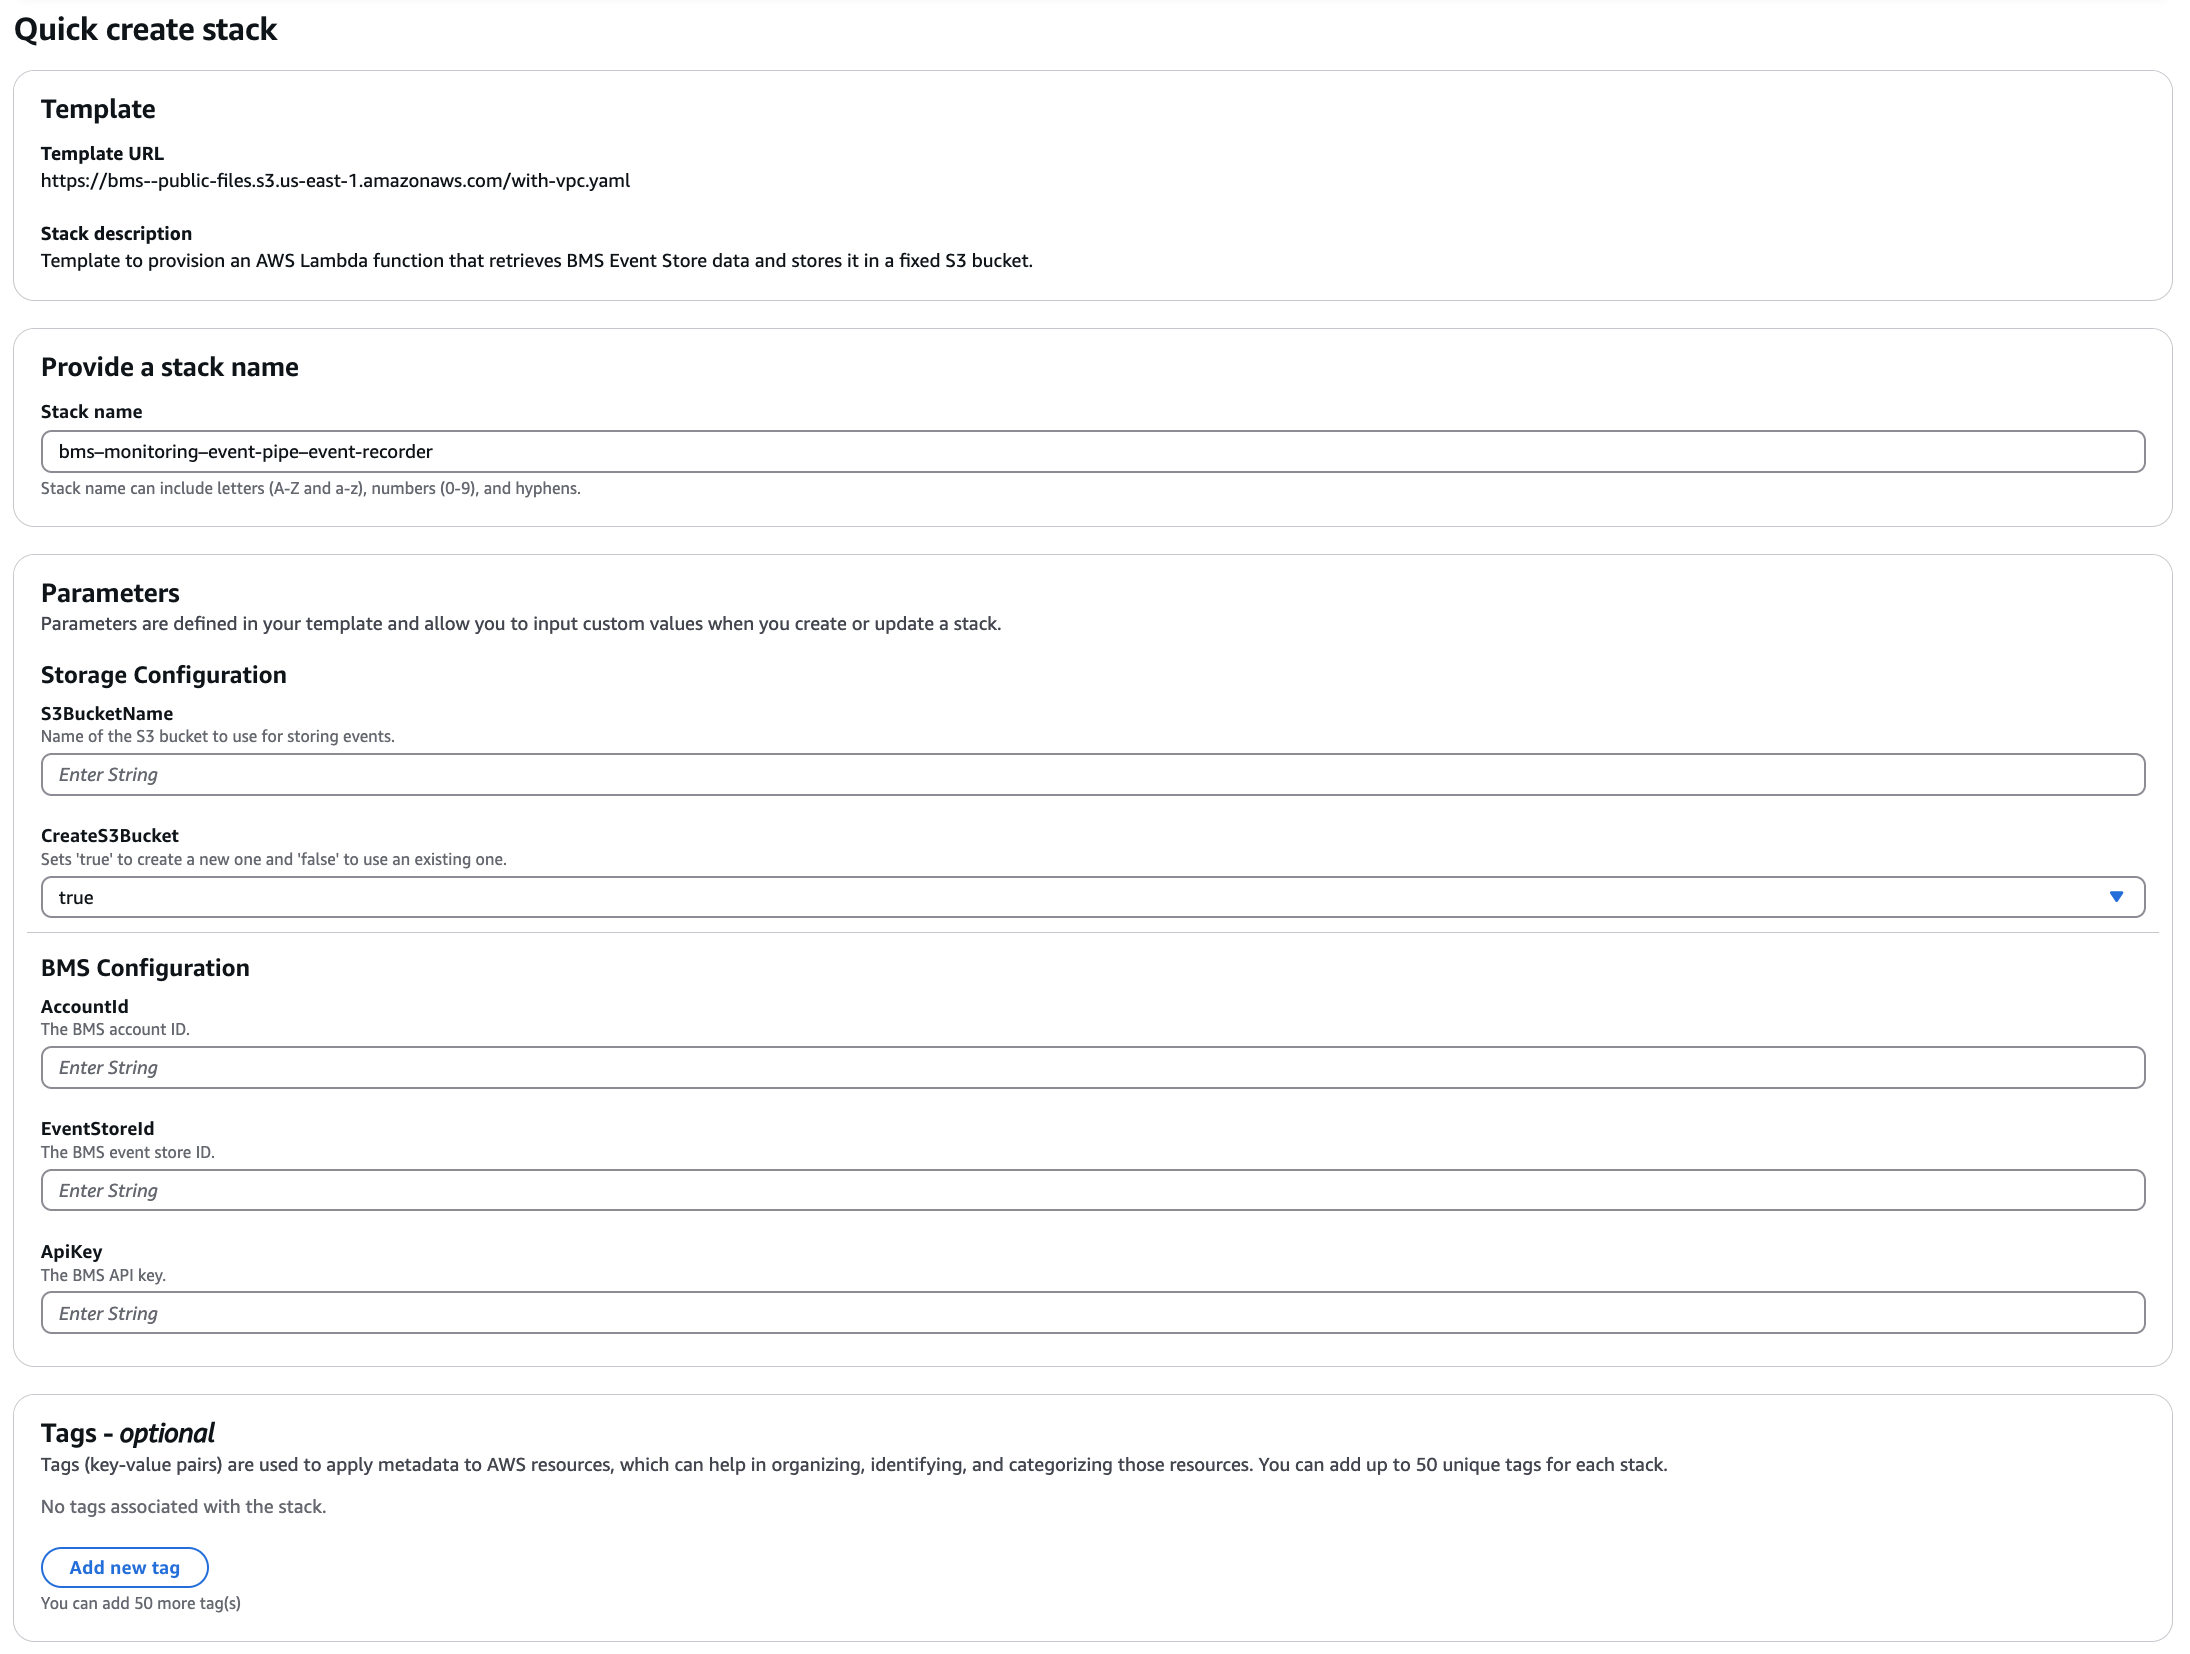 Quick create stack
Template
Template URL
https://bms--public-files.s3.us-east-1.amazonaws.com/with-vpc.yaml
Stack description
Template to provision an AWS Lambda function that retrieves BMS Event Store data and stores it in a fixed S3 bucket.
Provide a stack name
Stack name
bms–monitoring–event-pipe–event-recorder
Stack name can include letters (A-Z and a-z), numbers (0-9), and hyphens.
Parameters
Parameters are defined in your template and allow you to input custom values when you create or update a stack.
Storage Configuration
S3BucketName
Name of the S3 bucket to use for storing events.
Enter String
CreateS3Bucket
Sets 'true' to create a new one and 'false' to use an existing one.
true
BMS Configuration
AccountId
The BMS account ID.
Enter String
EventStoreId
The BMS event store ID.
Enter String
ApiKey
The BMS API key.
Enter String
Tags - optional
Tags (key-value pairs) are used to apply metadata to AWS resources, which can help in organizing, identifying, and categorizing those resources. You can add up to 50 unique tags for each stack.
No tags associated with the stack.
Add new tag
You can add 50 more tag(s)